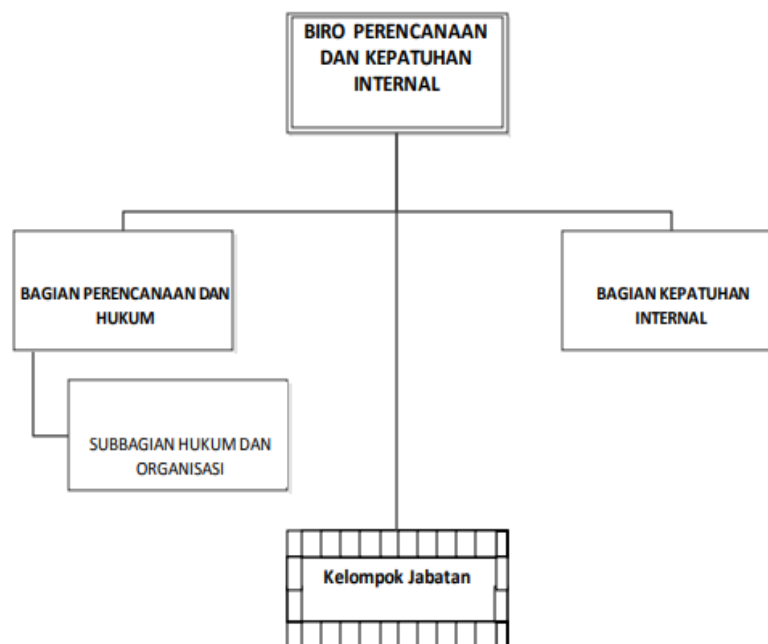 BIRO PERENCANAAN
DAN KEPATUHAN
INTERNAL
BAGIAN PERENCANAAN DAN
HUKUM
BAGIAN KEPATUHAN
INTERNAL
SUBBAGIAN HUKUM DAN
ORGANISASI
Kelompok Jabatan